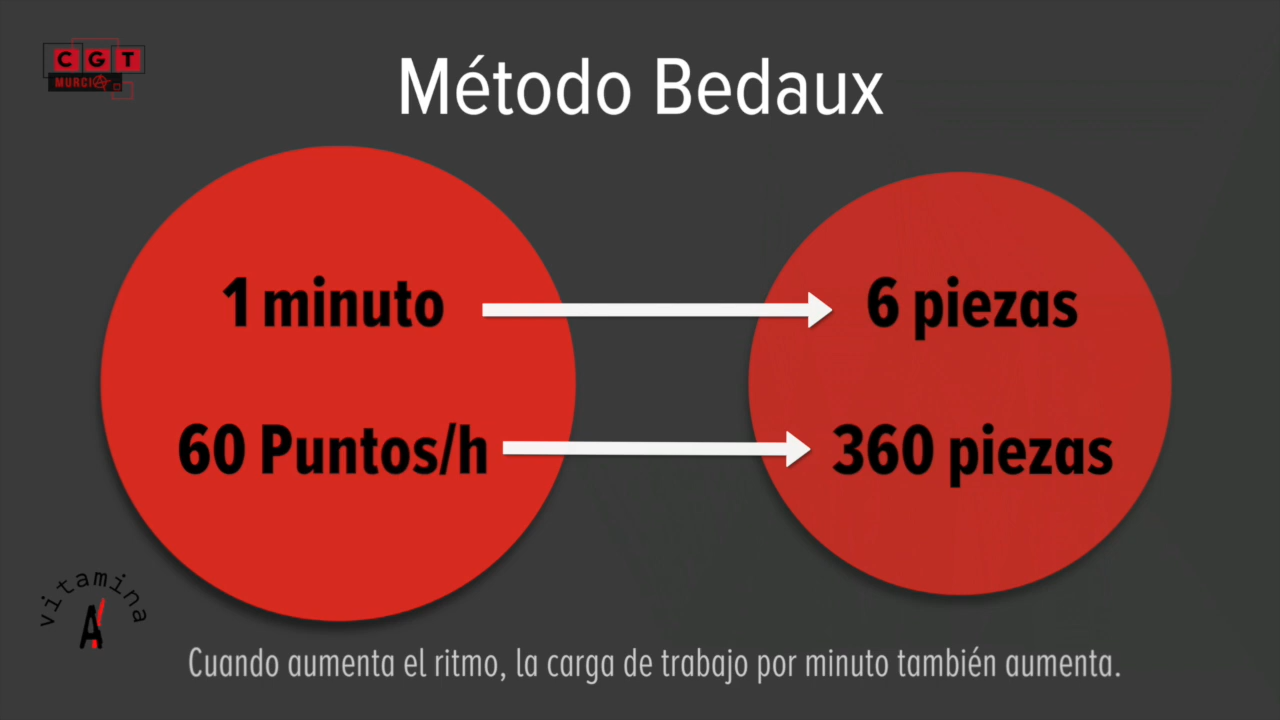 CGT
MURCIA
Método Bedaux
1 minuto
6 piezas
60 Puntos/h
360 piezas
vitamina
A
Cuando aumenta el ritmo, la carga de trabajo por minuto también aumenta.